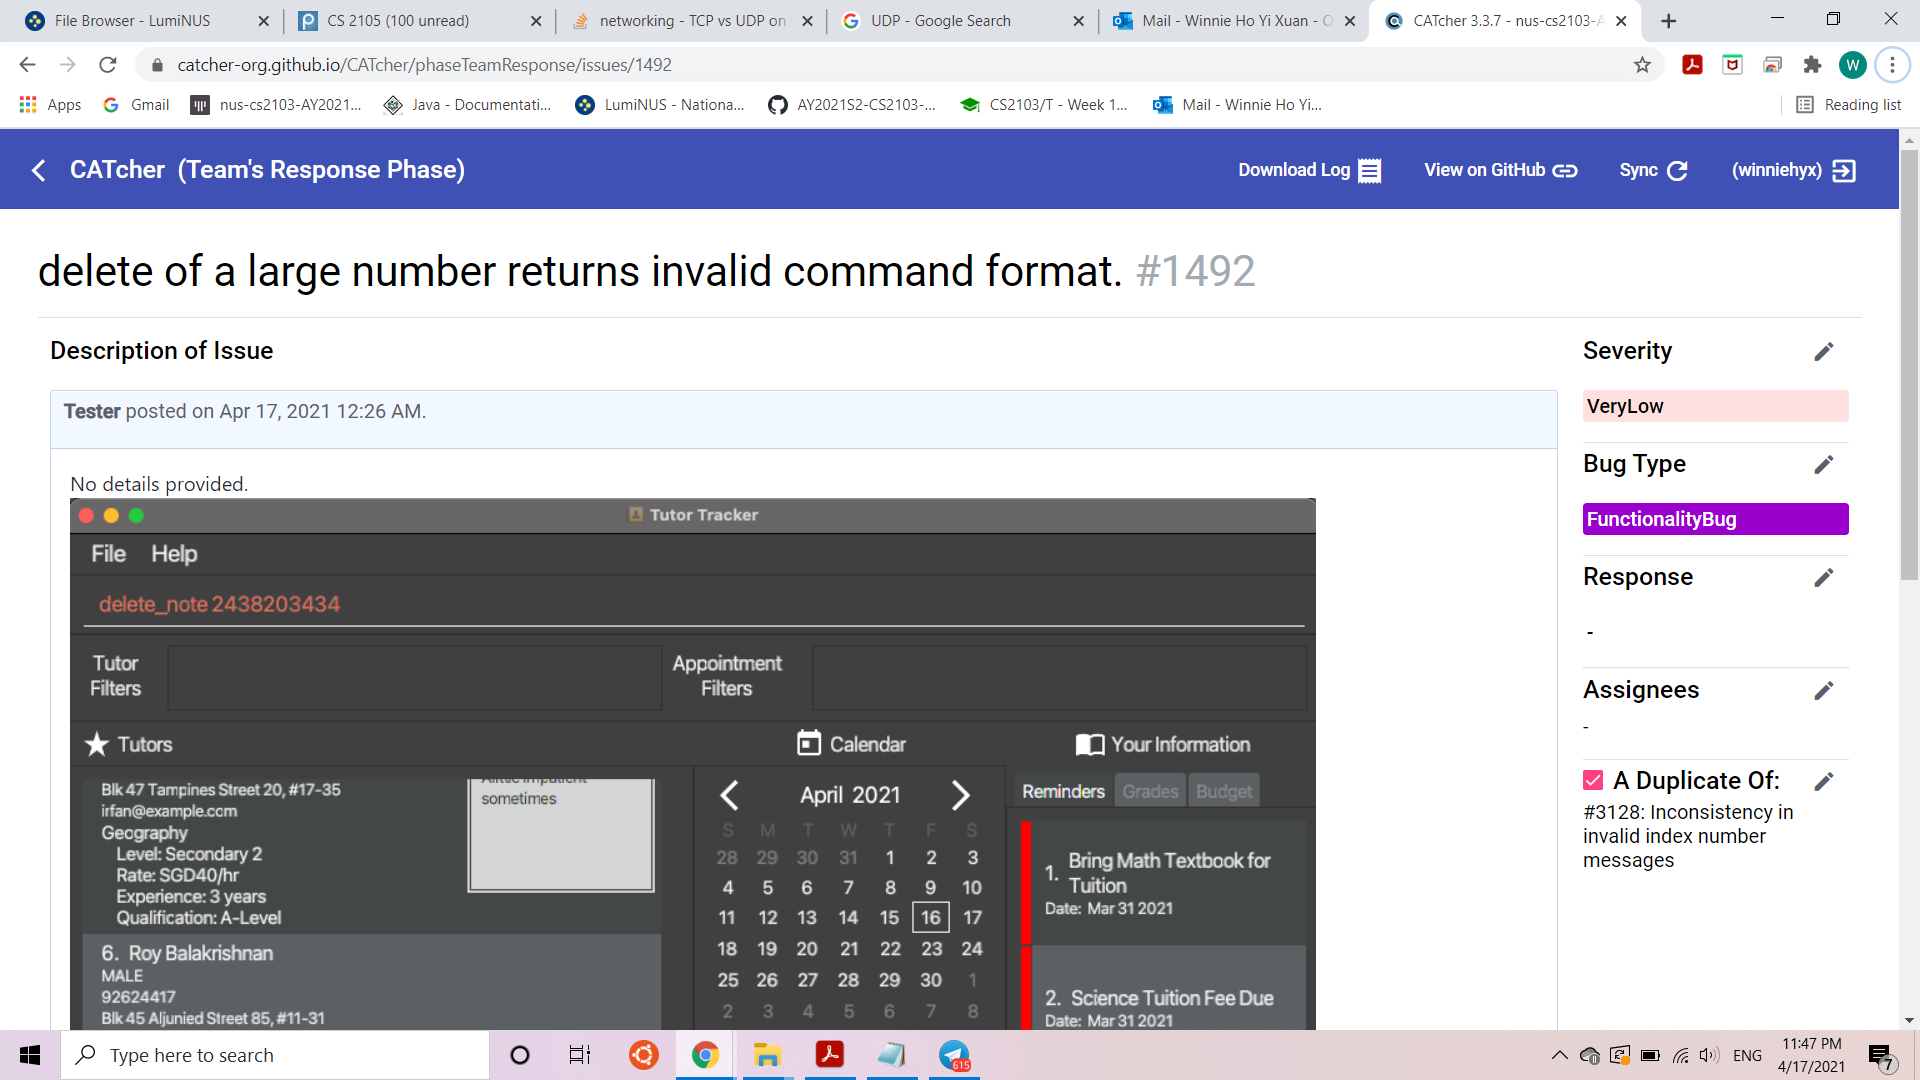 File Browser - LumiNUS
CS 2105 (100 unread)
networking - TCP vs UDP on
UDP - Google Search
Mail - Winnie Ho Yi Xuan - O
CATcher 3.3.7 - nus-cs2103-A
catcher-org.github.io/CATcher/phaseTeamResponse/issues/1492
W
Apps
Gmail
nus-cs2103-AY2021...
Java - Documentati...
LumiNUS - Nationa...
AY2021S2-CS2103-...
CS2103/T - Week 1...
Mail - Winnie Ho Yi...
Reading list
CATcher (Team's Response Phase)
Download Log
View on GitHub
Sync
(winniehyx)
delete of a large number returns invalid command format. #1492
Description of Issue
Tester posted on Apr 17, 2021 12:26 AM.
No details provided.
Tutor Tracker
File Help
delete_note 2438203434
Tutor
Filters
Appointment
Filters
Tutors
Calendar
Your Information
Blk 47 Tampines Street 20, #17-35
irfan@example.com
Geography
Level: Secondary 2
Rate: SGD40/hr
Experience: 3 years
Qualification: A-Level
sometimes
6. Roy Balakrishnan
MALE
92624417
Blk 45 Aljunied Street 85, #11-31
April 2021
S M T W T F S
28 29 30 31 1 2 3
4 5 6 7 8 9 10
11 12 13 14 15 16 17
18 19 20 21 22 23 24
25 26 27 28 29 30 1
2 3 4 5 6 7 8
Reminders Grades Budget
1. Bring Math Textbook for
Tuition
Date: Mar 31 2021
2. Science Tuition Fee Due
Date: Mar 31 2021
Severity
VeryLow
Bug Type
FunctionalityBug
Response
-
Assignees
-
A Duplicate Of:
#3128: Inconsistency in
invalid index number
messages
Type here to search
615
ENG
11:47 PM
4/17/2021
7